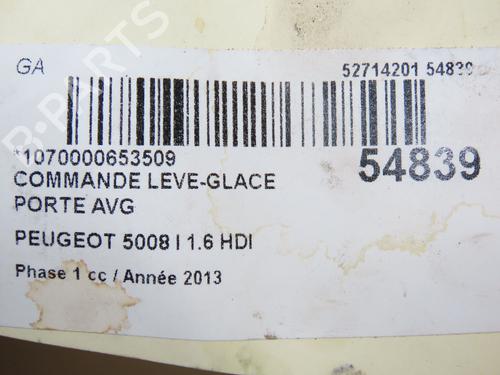 GA
52714201 54839
*1070000653509
54839
COMMANDE LEVE-GLACE
PORTE AVG
PEUGEOT 5008 I 1.6 HDI
Phase 1 cc / Année 2013
B-PARTS